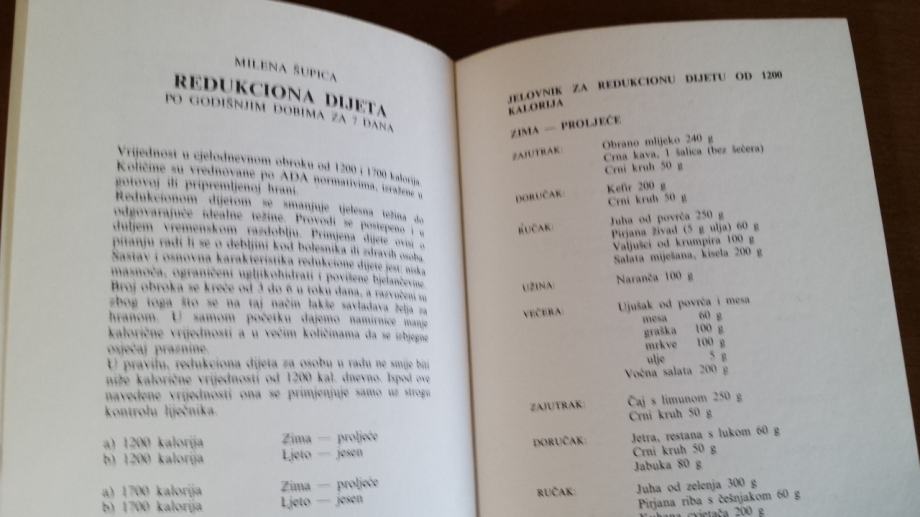 MILENA ŠUPICA
REDUKCIONA DIJETA
PO GODIŠNJIM DOBIMA ZA 7 DANA
Vrijednost u cjelodnevnom obroku od 1200 i 1700 kalorija.
Količine su vrednovane po ADA normativima, izražene u
gotovoj ili pripremljenoj hrani.
Redukcionom dijetom se smanjuje tjelesna težina do
odgovarajuće idealne težine. Provodi se postepeno i u
duljem vremenskom razdoblju. Primjena dijete ovisi o
pitanju radi li se o debljini kod bolesnika ili zdravih osoba.
Sastav i osnovna karakteristika redukcione dijete jest: niska
masnoća, ograničeni ugljikohidrati i povišene bjelančevine.
Broj obroka se kreće od 3 do 6 u toku dana, a razvučeni su
zbog toga što se na taj način lakše savladava želja za
hranom. U samom početku dajemo namirnice manje
kalorične vrijednosti a u većim količinama da se izbjegne
osjećaj praznine.
U pravilu, redukciona dijeta za osobu u radu ne smije biti
niže kalorične vrijednosti od 1200 kal. dnevno. Ispod ove
navedene vrijednosti ona se primjenjuje samo uz strogu
kontrolu liječnika.
a) 1200 kalorija Zima — proljeće
b) 1200 kalorija Ljeto — jesen
a) 1700 kalorija Zima — proljeće
b) 1700 kalorija Ljeto — jesen
JELOVNIK ZA REDUKCIONU DIJETU OD 1200
KALORIJA
ZIMA — PROLJEĆE
ZAJUTRAK: Obrano mlijeko 240 g
Crna kava, 1 šalica (bez šećera)
Crni kruh 50 g
DORUČAK: Kefir 200 g
Crni kruh 50 g
RUČAK: Juha od povrća 250 g
Pirjana živad (5 g ulja) 60 g
Valjušci od krumpira 100 g
Salata miješana, kisela 200 g
UŽINA: Naranča 100 g
VEČERA: Ujušak od povrća i mesa
mesa 60 g
graška 100 g
mrkve 100 g
ulje 5 g
Voćna salata 200 g
ZAJUTRAK: Čaj s limunom 250 g
Crni kruh 50 g
DORUČAK: Jetra, restana s lukom 60 g
Crni kruh 50 g
Jabuka 80 g
RUČAK: Juha od zelenja 300 g
Pirjana riba s češnjakom 60 g
Kuhana cvjetača 200 g